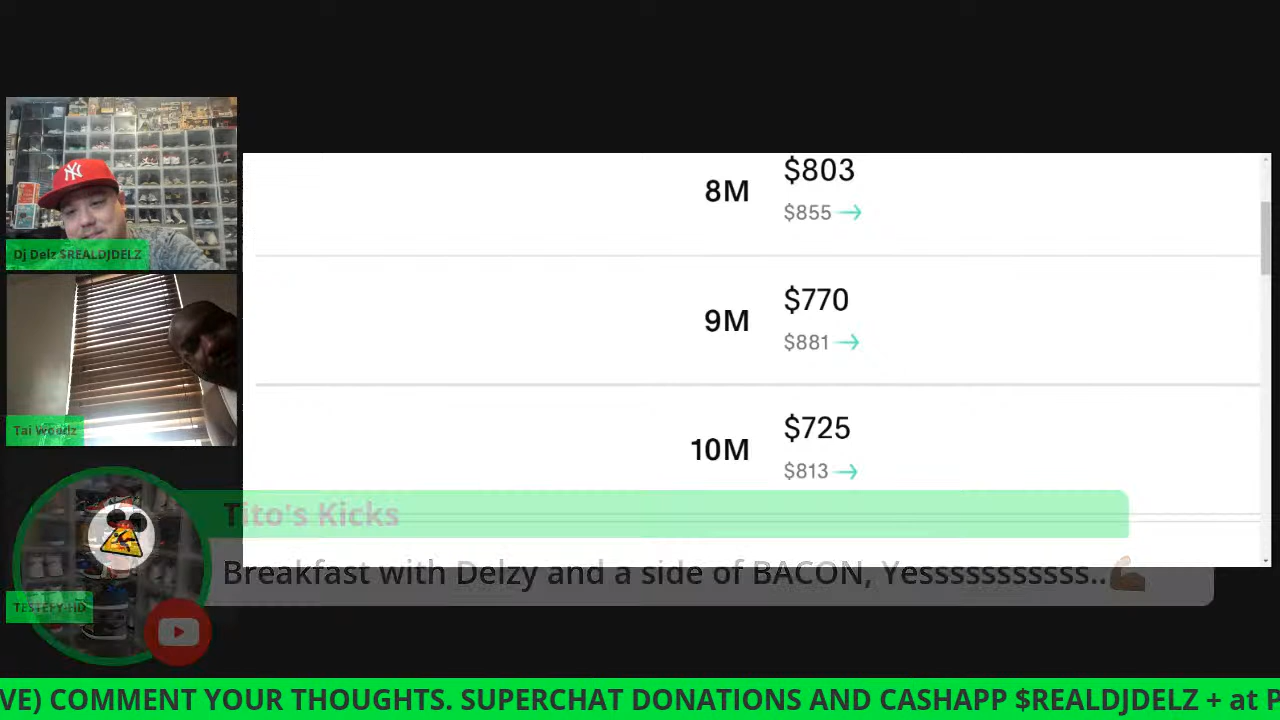 NY
Dj Delz $REALDJDELZ
Tai Woodz
TESTEFY-HD
8M
$803
$855 →
9M
$770
$881 →
10M
$725
$813 →
Tito's Kicks
Breakfast with Delzy and a side of BACON, Yesssssssssss..💪🏽
VE) COMMENT YOUR THOUGHTS. SUPERCHAT DONATIONS AND CASHAPP $REALDJDELZ + at P